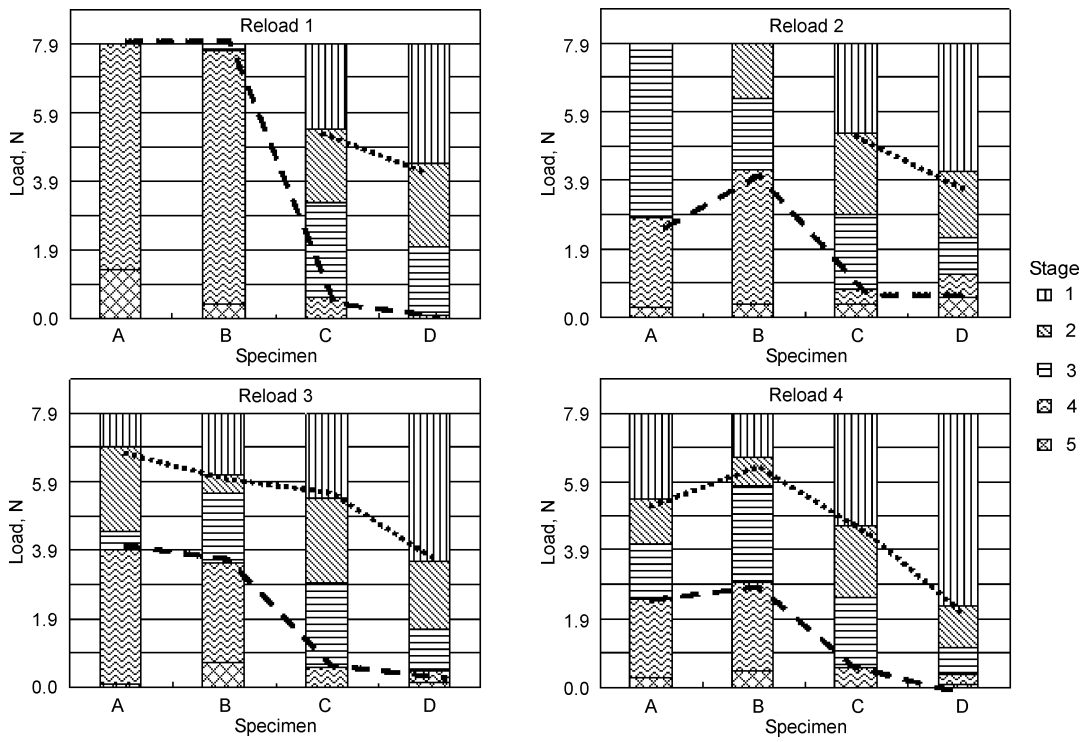 Reload 1
7.9
5.9
3.9
1.9
0.0
Load, N
A B C D
Specimen
Reload 2
7.9
5.9
3.9
1.9
0.0
Load, N
A B C D
Specimen
Reload 3
7.9
5.9
3.9
1.9
0.0
Load, N
A B C D
Specimen
Reload 4
7.9
5.9
3.9
1.9
0.0
Load, N
A B C D
Specimen
Stage
1
2
3
4
5